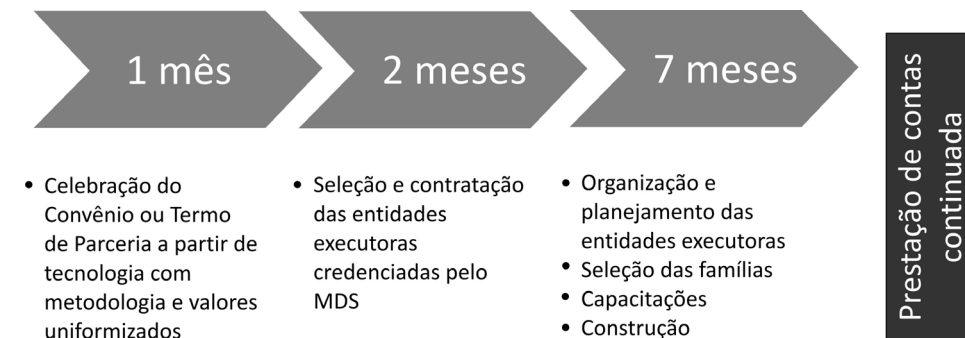 1 mês
2 meses
7 meses
• Celebração do
Convênio ou Termo
de Parceria a partir de
tecnologia com
metodologia e valores
uniformizados
• Seleção e contratação
das entidades
executoras
credenciadas pelo
MDS
• Organização e
planejamento das
entidades executoras
• Seleção das famílias
• Capacitações
• Construção
Prestação de contas
continuada